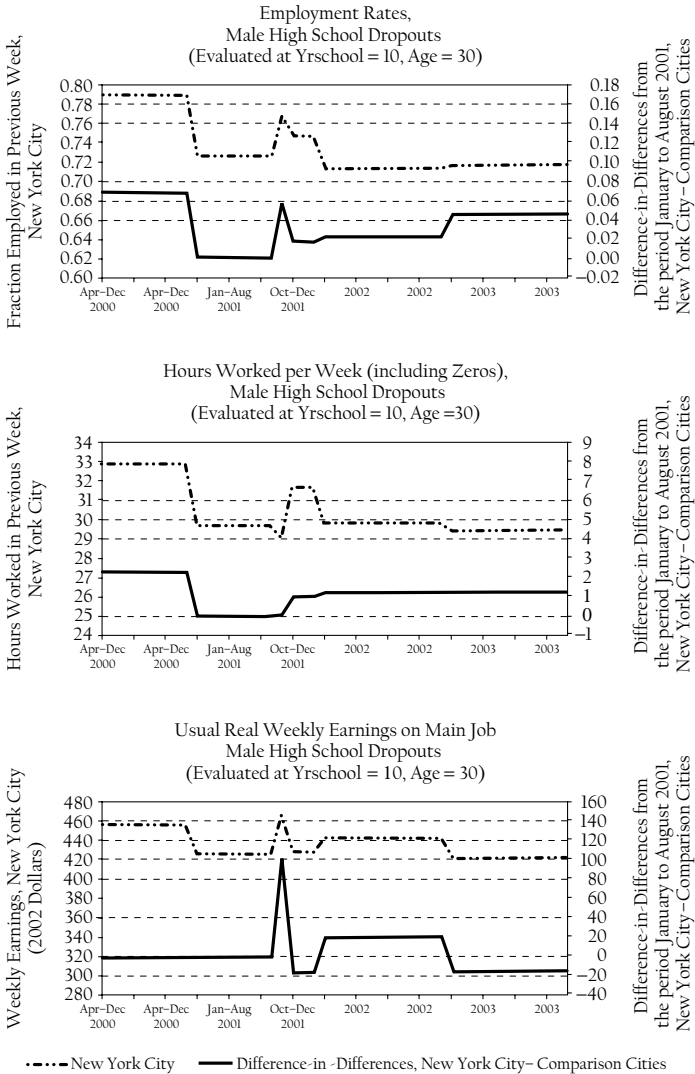 Employment Rates,
Male High School Dropouts
(Evaluated at Yrschool = 10, Age = 30)
Fraction Employed in Previous Week,
New York City
0.80
0.78
0.76
0.74
0.72
0.70
0.68
0.66
0.64
0.62
0.60
0.18
0.16
0.14
0.12
0.10
0.08
0.06
0.04
0.02
0.00
–0.02
Difference-in-Differences from
the period January to August 2001,
New York City–Comparison Cities
Apr–Dec Apr–Dec Jan–Aug Oct–Dec 2002 2002 2003 2003
2000 2000 2001 2001
Hours Worked per Week (including Zeros),
Male High School Dropouts
(Evaluated at Yrschool = 10, Age =30)
Hours Worked in Previous Week,
New York City
34
33
32
31
30
29
28
27
26
25
24
9
8
7
6
5
4
3
2
1
0
–1
Difference-in-Differences from
the period January to August 2001,
New York City–Comparison Cities
Apr–Dec Apr–Dec Jan–Aug Oct–Dec 2002 2002 2003 2003
2000 2000 2001 2001
Usual Real Weekly Earnings on Main Job
Male High School Dropouts
(Evaluated at Yrschool = 10, Age = 30)
Weekly Earnings, New York City
(2002 Dollars)
480
460
440
420
400
380
360
340
320
300
280
160
140
120
100
80
60
40
20
0
–20
–40
Difference-in-Differences from
the period January to August 2001,
New York City–Comparison Cities
Apr–Dec Apr–Dec Jan–Aug Oct–Dec 2002 2002 2003 2003
2000 2000 2001 2001
New York City Difference-in -Differences, New York City– Comparison Cities